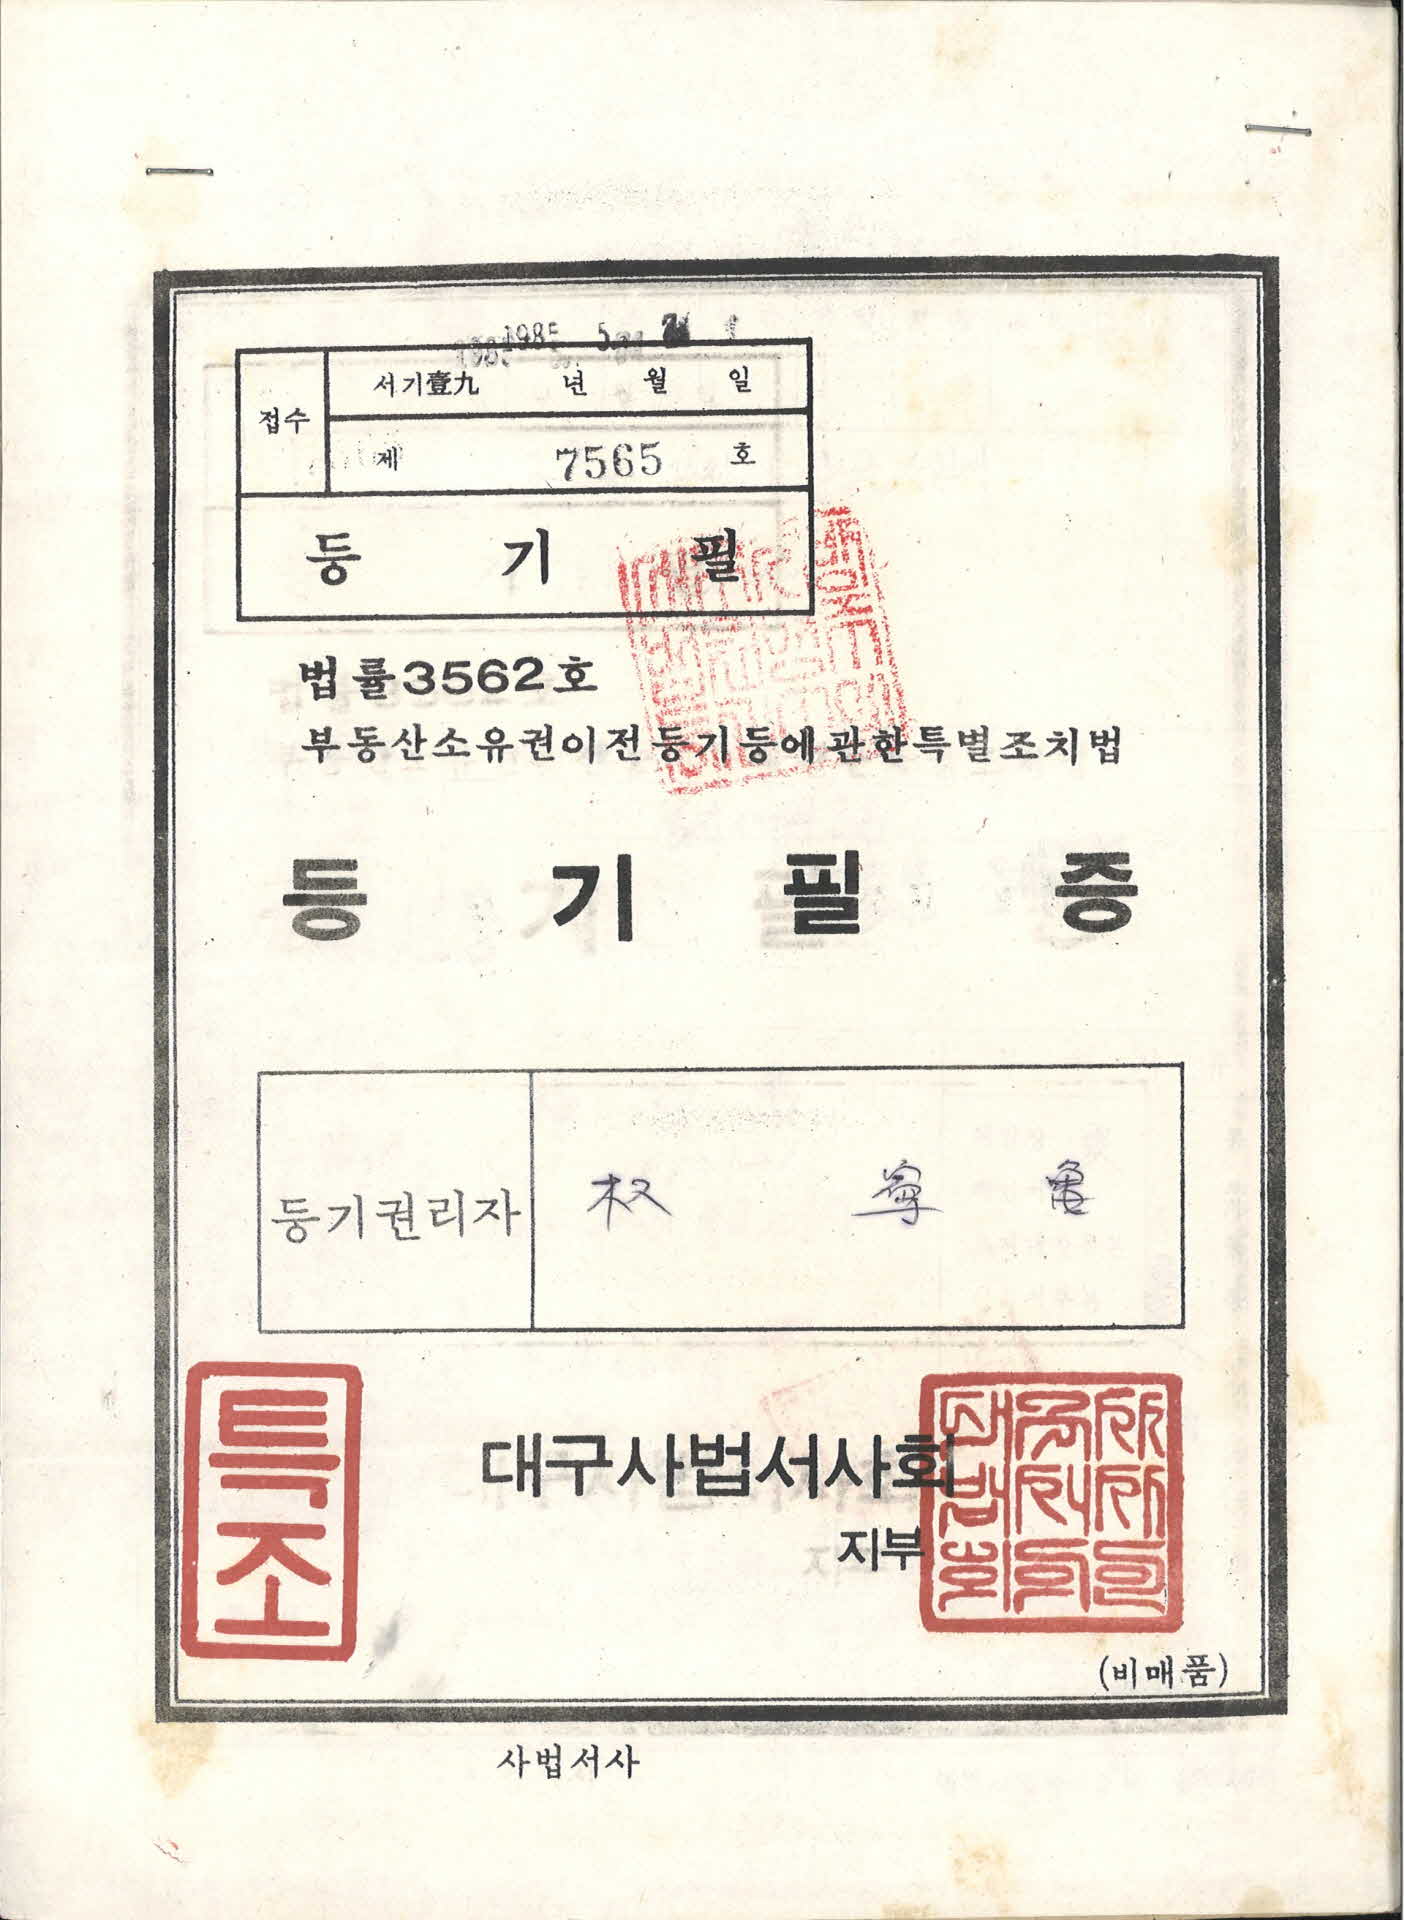 1985 5.
접수
서기壹九 년 월 일
제 7565 호
등 기 필
법률3562호
부동산소유권이전등기등에관한특별조치법
등 기 필 증
등기권리자
权 寧
특조
대구사법서사회
지부
(비매품)
사법서사